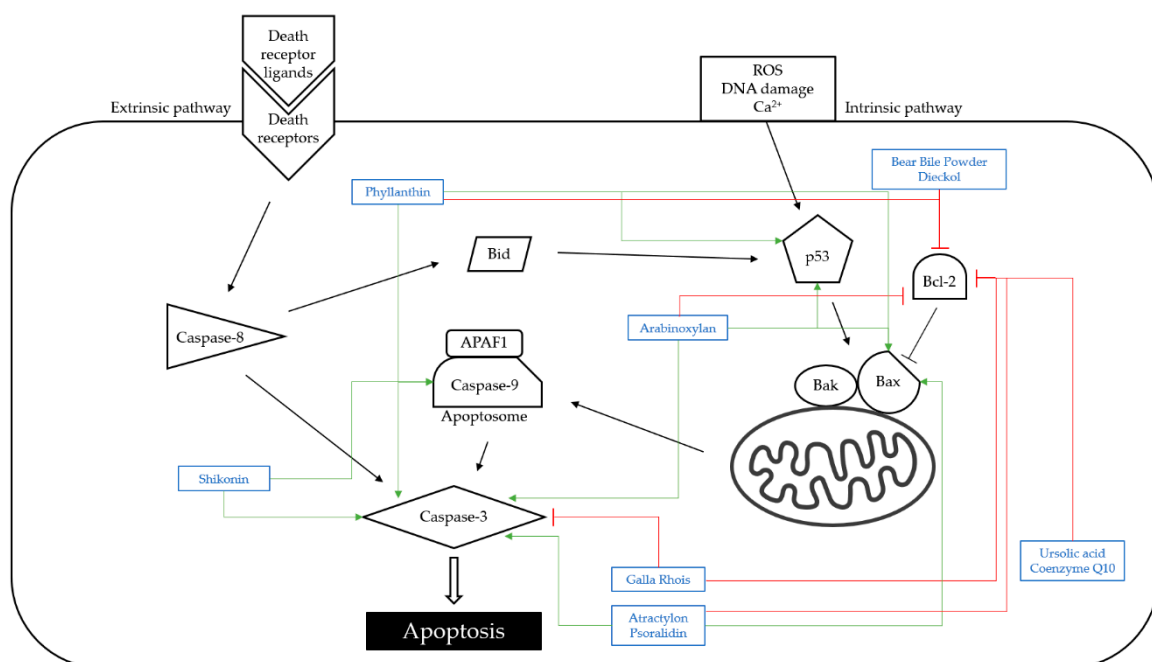 Death
receptor
ligands
Extrinsic pathway
Death
receptors
ROS
DNA damage
Ca²⁺
Intrinsic pathway
Bear Bile Powder
Dieckol
Phyllanthin
Bid
p53
Bcl-2
Caspase-8
Arabinoxylan
APAF1
Caspase-9
Apoptosome
Bak
Bax
Shikonin
Caspase-3
Ursolic acid
Coenzyme Q10
Galla Rhois
Atractylon
Psoralidin
Apoptosis